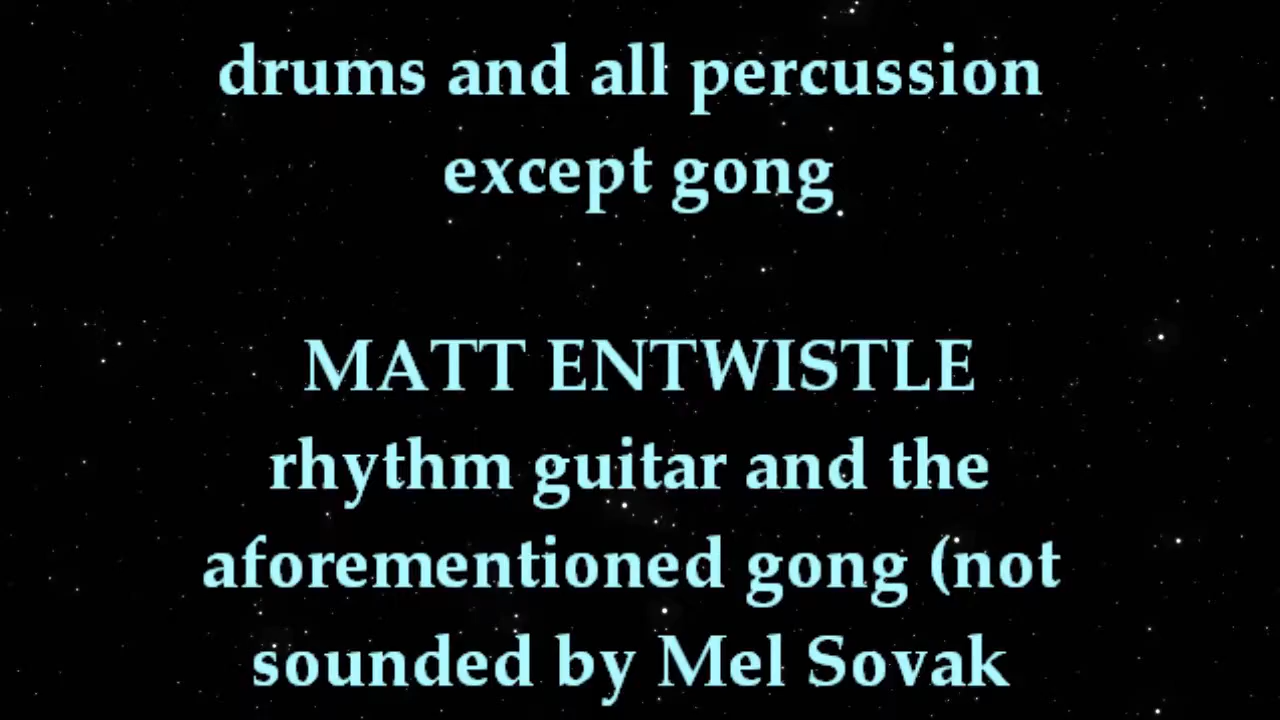 drums and all percussion
except gong
MATT ENTWISTLE
rhythm guitar and the
aforementioned gong (not
sounded by Mel Sovak